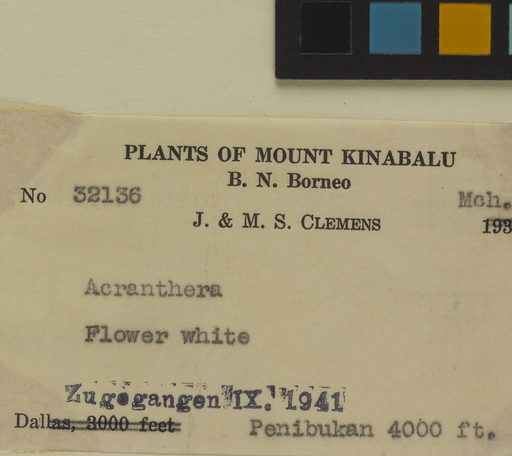 PLANTS OF MOUNT KINABALU
B. N. Borneo
No 32136 Mch.
J. & M. S. CLEMENS 193
Acranthera
Flower white
Zugegangen IX. 1941
Dallas, 3000 feet Penibukan 4000 ft.